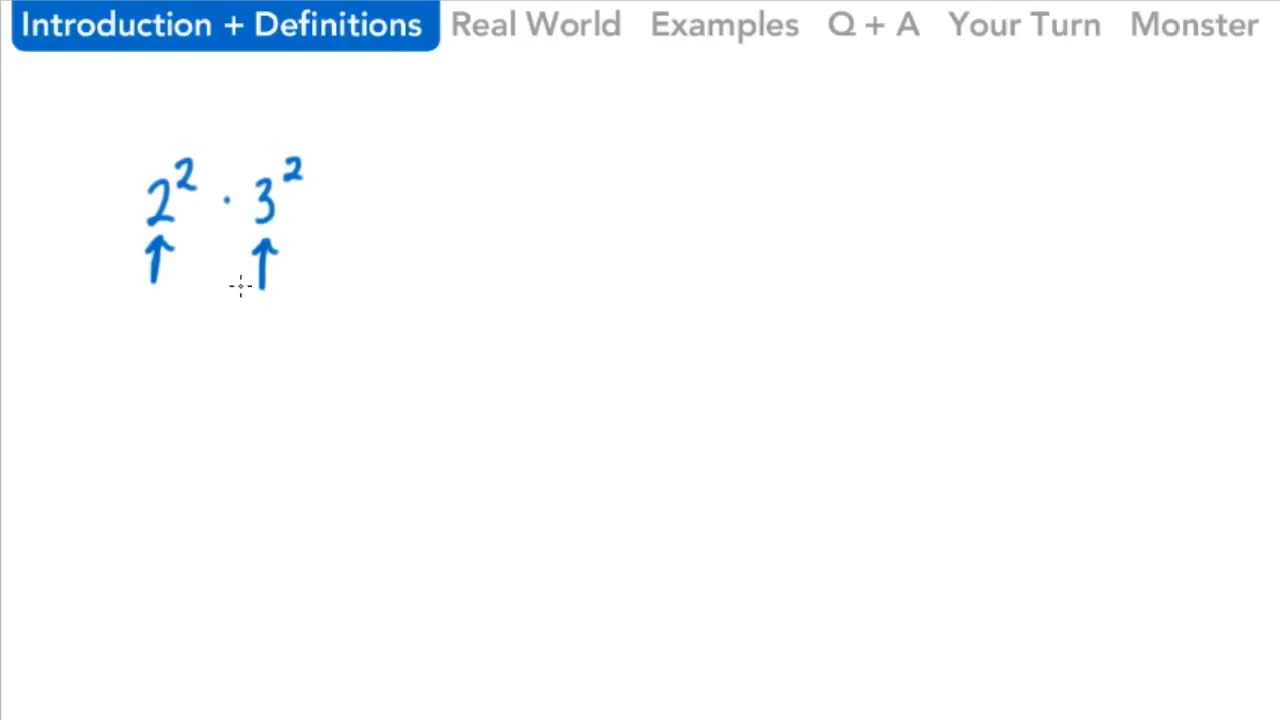 Introduction + Definitions Real World Examples Q + A Your Turn Monster
2² · 3²